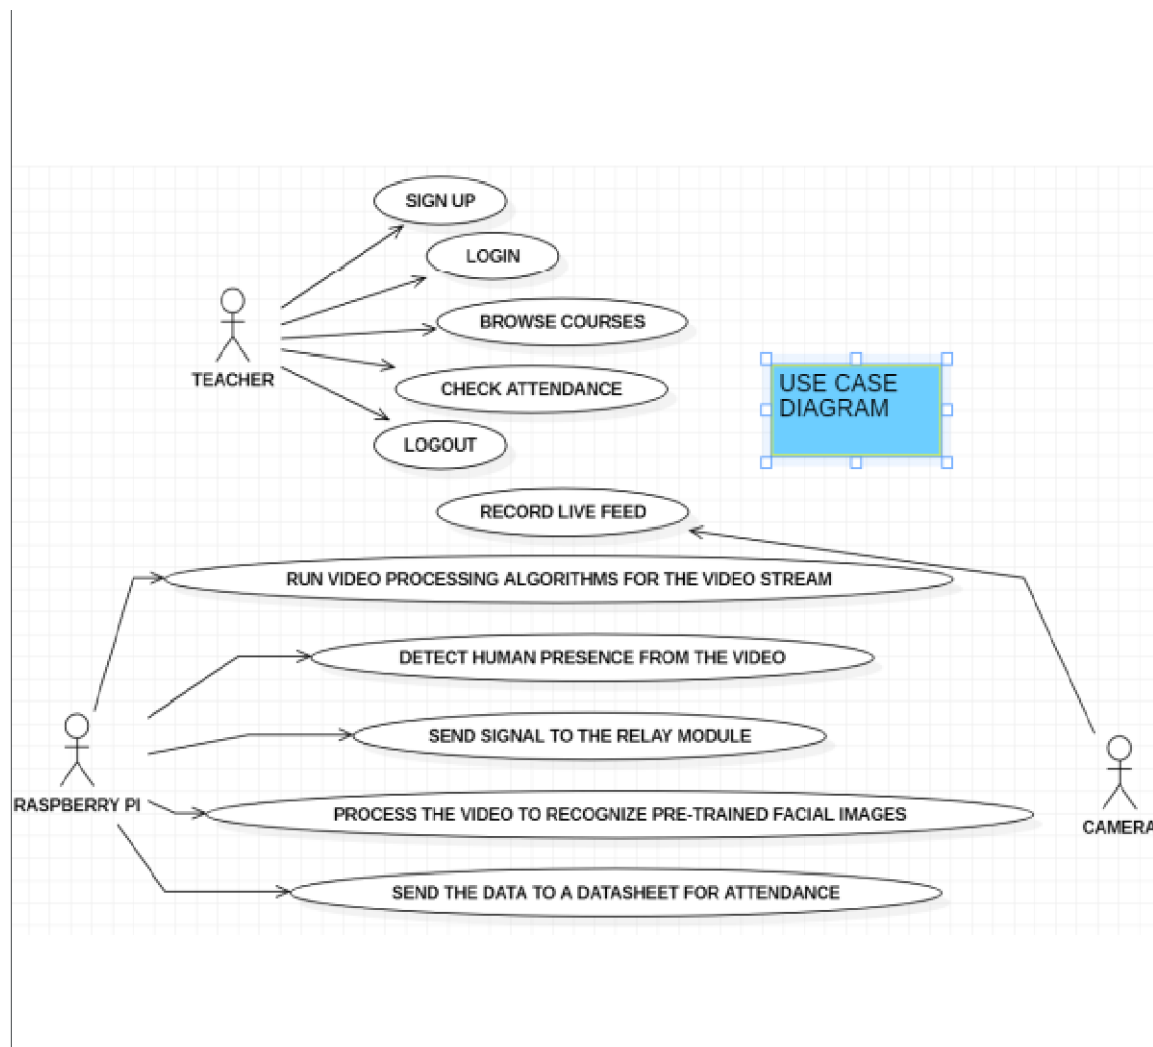 SIGN UP
LOGIN
BROWSE COURSES
TEACHER
CHECK ATTENDANCE
USE CASE
DIAGRAM
LOGOUT
RECORD LIVE FEED
RUN VIDEO PROCESSING ALGORITHMS FOR THE VIDEO STREAM
DETECT HUMAN PRESENCE FROM THE VIDEO
SEND SIGNAL TO THE RELAY MODULE
RASPBERRY PI
PROCESS THE VIDEO TO RECOGNIZE PRE-TRAINED FACIAL IMAGES
CAMERA
SEND THE DATA TO A DATASHEET FOR ATTENDANCE